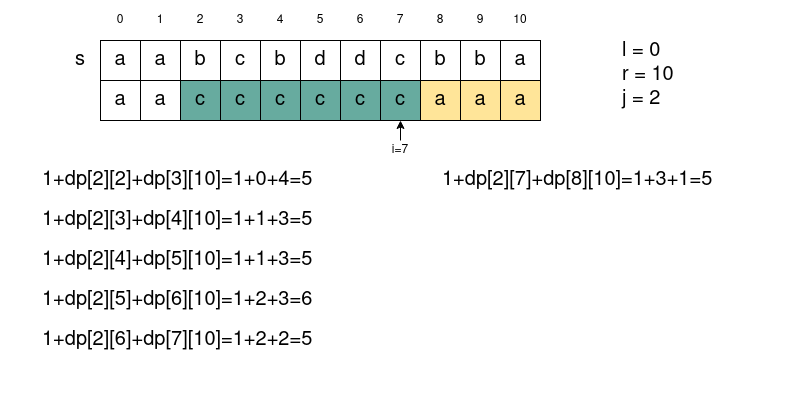 0 1 2 3 4 5 6 7 8 9 10
s a a b c b d d c b b a
a a c c c c c c a a a
i=7
l = 0
r = 10
j = 2
1+dp[2][2]+dp[3][10]=1+0+4=5
1+dp[2][3]+dp[4][10]=1+1+3=5
1+dp[2][4]+dp[5][10]=1+1+3=5
1+dp[2][5]+dp[6][10]=1+2+3=6
1+dp[2][6]+dp[7][10]=1+2+2=5
1+dp[2][7]+dp[8][10]=1+3+1=5